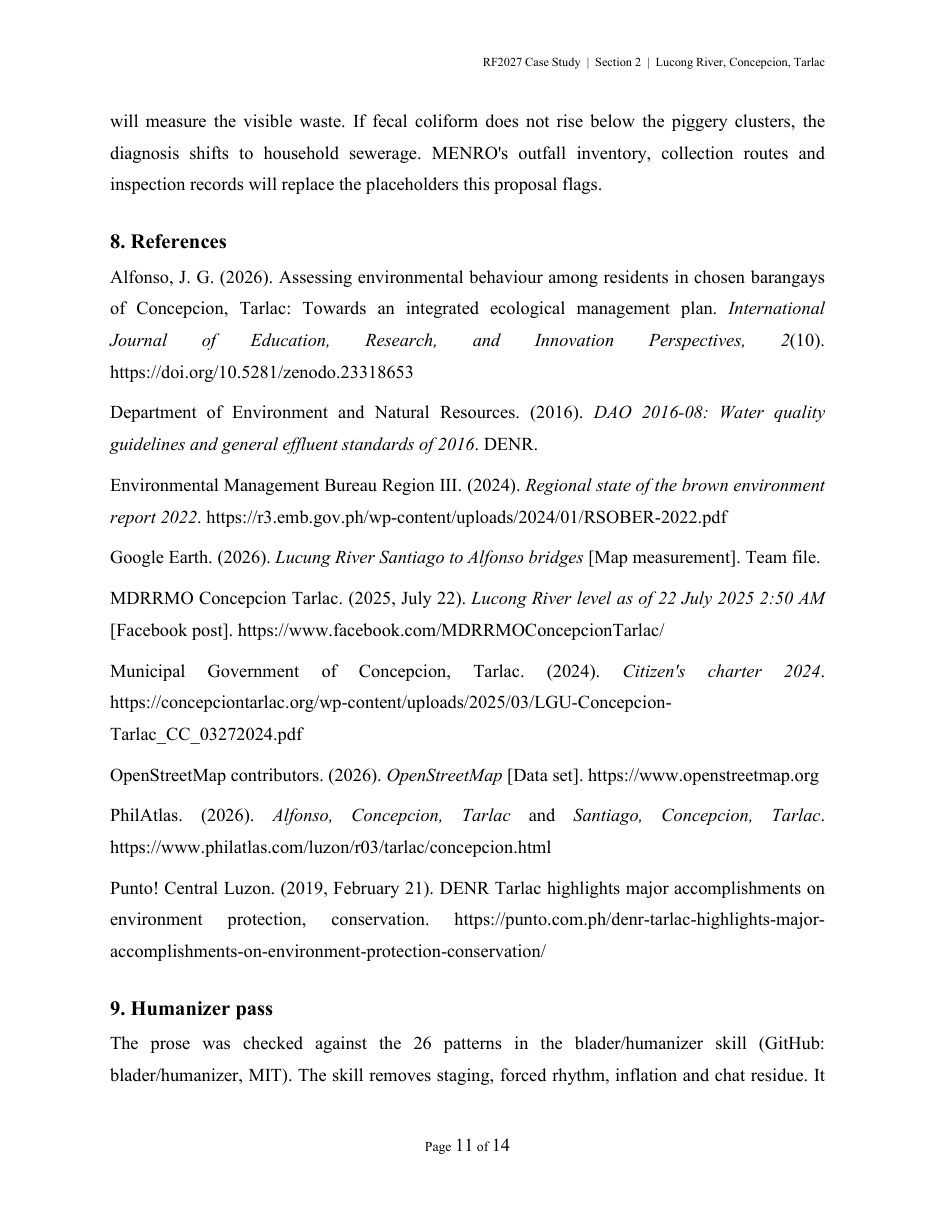 RF2027 Case Study | Section 2 | Lucong River, Concepcion, Tarlac
will measure the visible waste. If fecal coliform does not rise below the piggery clusters, the
diagnosis shifts to household sewerage. MENRO's outfall inventory, collection routes and
inspection records will replace the placeholders this proposal flags.
8. References
Alfonso, J. G. (2026). Assessing environmental behaviour among residents in chosen barangays
of Concepcion, Tarlac: Towards an integrated ecological management plan. International
Journal of Education, Research, and Innovation Perspectives, 2(10).
https://doi.org/10.5281/zenodo.23318653
Department of Environment and Natural Resources. (2016). DAO 2016-08: Water quality
guidelines and general effluent standards of 2016. DENR.
Environmental Management Bureau Region III. (2024). Regional state of the brown environment
report 2022. https://r3.emb.gov.ph/wp-content/uploads/2024/01/RSOBER-2022.pdf
Google Earth. (2026). Lucung River Santiago to Alfonso bridges [Map measurement]. Team file.
MDRRMO Concepcion Tarlac. (2025, July 22). Lucong River level as of 22 July 2025 2:50 AM
[Facebook post]. https://www.facebook.com/MDRRMOConcepcionTarlac/
Municipal Government of Concepcion, Tarlac. (2024). Citizen's charter 2024.
https://concepciontarlac.org/wp-content/uploads/2025/03/LGU-Concepcion-
Tarlac_CC_03272024.pdf
OpenStreetMap contributors. (2026). OpenStreetMap [Data set]. https://www.openstreetmap.org
PhilAtlas. (2026). Alfonso, Concepcion, Tarlac and Santiago, Concepcion, Tarlac.
https://www.philatlas.com/luzon/r03/tarlac/concepcion.html
Punto! Central Luzon. (2019, February 21). DENR Tarlac highlights major accomplishments on
environment protection, conservation. https://punto.com.ph/denr-tarlac-highlights-major-
accomplishments-on-environment-protection-conservation/
9. Humanizer pass
The prose was checked against the 26 patterns in the blader/humanizer skill (GitHub:
blader/humanizer, MIT). The skill removes staging, forced rhythm, inflation and chat residue. It
Page 11 of 14